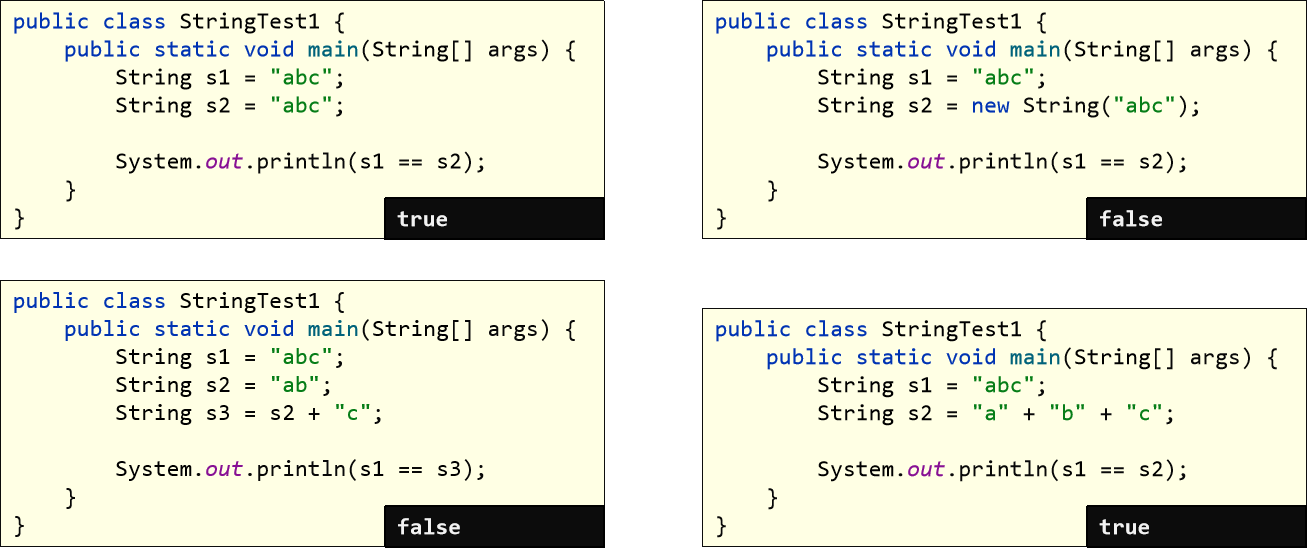 public class StringTest1 {
    public static void main(String[] args) {
        String s1 = "abc";
        String s2 = "abc";

        System.out.println(s1 == s2);
    }
}
true
public class StringTest1 {
    public static void main(String[] args) {
        String s1 = "abc";
        String s2 = new String("abc");

        System.out.println(s1 == s2);
    }
}
false
public class StringTest1 {
    public static void main(String[] args) {
        String s1 = "abc";
        String s2 = "ab";
        String s3 = s2 + "c";

        System.out.println(s1 == s3);
    }
}
false
public class StringTest1 {
    public static void main(String[] args) {
        String s1 = "abc";
        String s2 = "a" + "b" + "c";

        System.out.println(s1 == s2);
    }
}
true